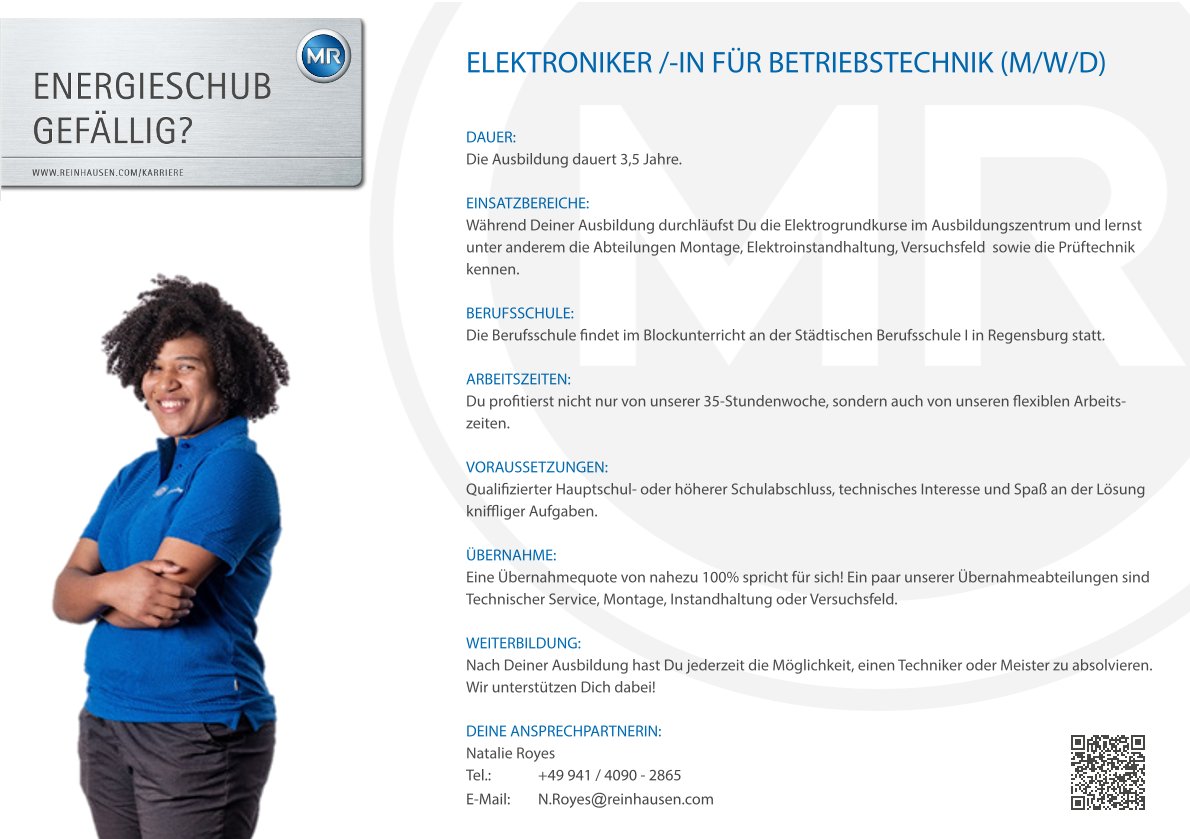 MR
ENERGIESCHUB
GEFÄLLIG?
WWW.REINHAUSEN.COM/KARRIERE
ELEKTRONIKER /-IN FÜR BETRIEBSTECHNIK (M/W/D)
DAUER:
Die Ausbildung dauert 3,5 Jahre.
EINSATZBEREICHE:
Während Deiner Ausbildung durchläufst Du die Elektrogrundkurse im Ausbildungszentrum und lernst
unter anderem die Abteilungen Montage, Elektroinstandhaltung, Versuchsfeld sowie die Prüftechnik
kennen.
BERUFSSCHULE:
Die Berufsschule findet im Blockunterricht an der Städtischen Berufsschule I in Regensburg statt.
ARBEITSZEITEN:
Du profitierst nicht nur von unserer 35-Stundenwoche, sondern auch von unseren flexiblen Arbeits-
zeiten.
VORAUSSETZUNGEN:
Qualifizierter Hauptschul- oder höherer Schulabschluss, technisches Interesse und Spaß an der Lösung
kniffliger Aufgaben.
ÜBERNAHME:
Eine Übernahmequote von nahezu 100% spricht für sich! Ein paar unserer Übernahmeabteilungen sind
Technischer Service, Montage, Instandhaltung oder Versuchsfeld.
WEITERBILDUNG:
Nach Deiner Ausbildung hast Du jederzeit die Möglichkeit, einen Techniker oder Meister zu absolvieren.
Wir unterstützen Dich dabei!
DEINE ANSPRECHPARTNERIN:
Natalie Royes
Tel.: +49 941 / 4090 - 2865
E-Mail: N.Royes@reinhausen.com
MR